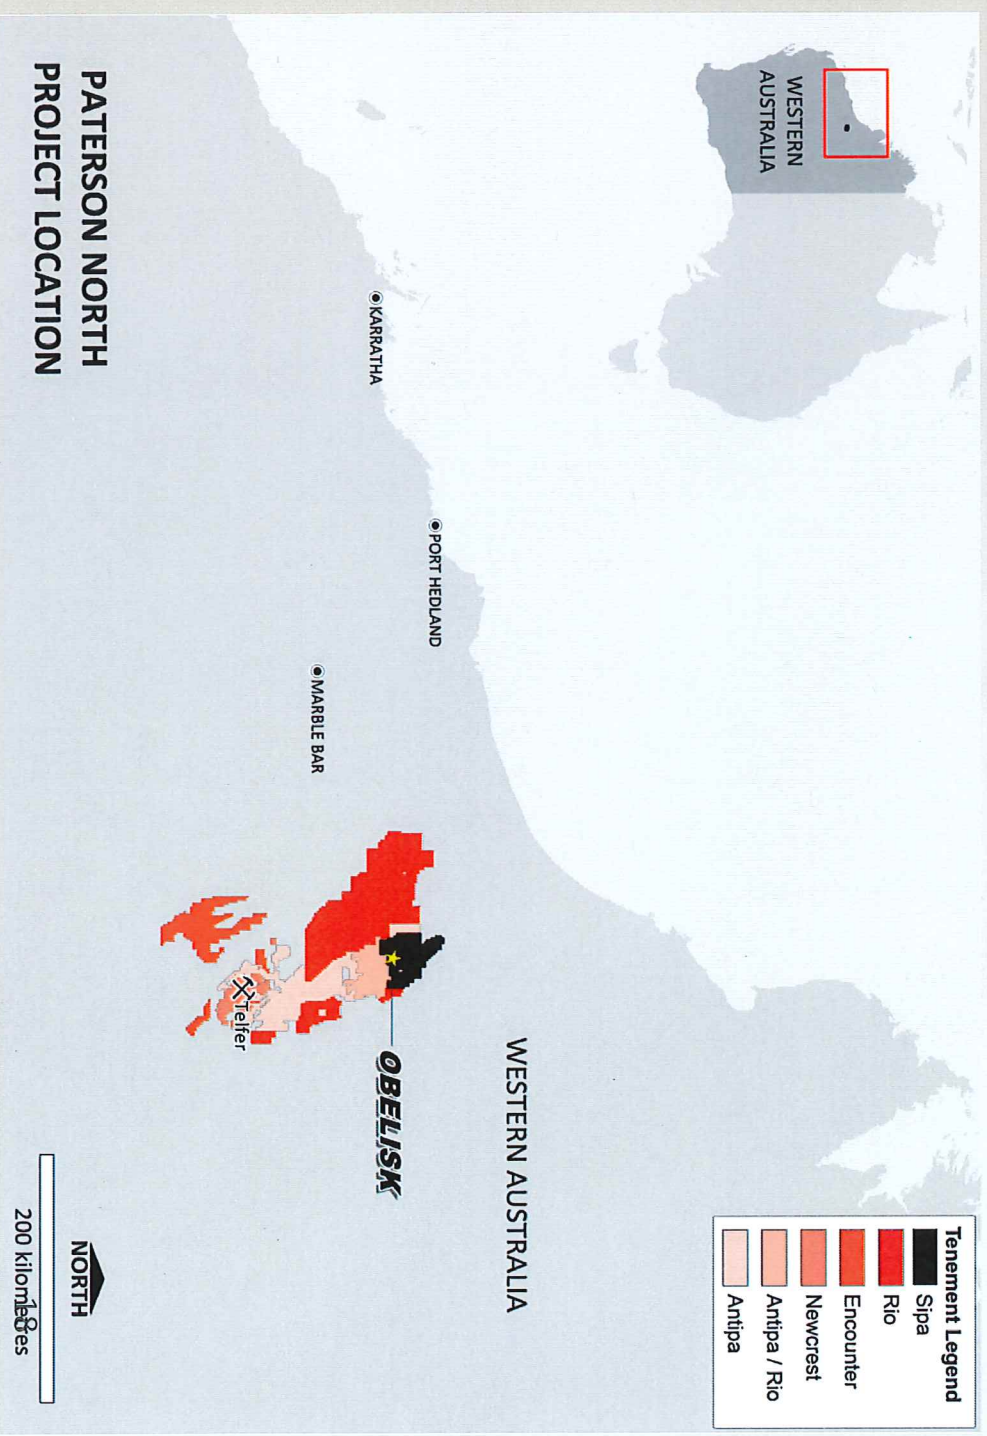 WESTERN
AUSTRALIA
Tenement Legend
Sipa
Rio
Encounter
Newcrest
Antipa / Rio
Antipa
WESTERN AUSTRALIA
PORT HEDLAND
KARRATHA
OBELISK
MARBLE BAR
Telfer
PATERSON NORTH
PROJECT LOCATION
NORTH
200 kilometres
18